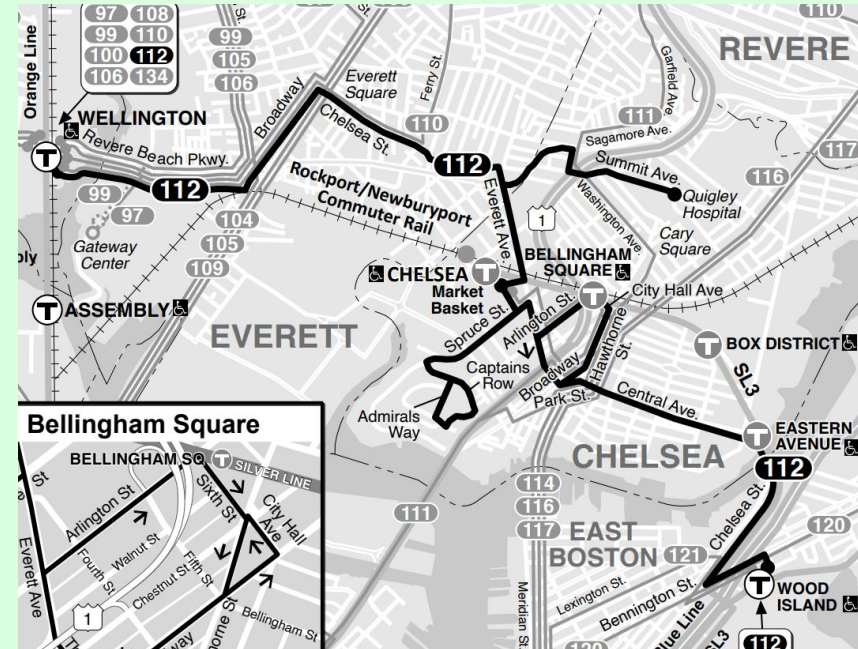 97 108
99 110
100 112
106 134
Orange Line
WELLINGTON
T
Revere Beach Pkwy.
112
99
97
Gateway
Center
99
105
106
Broadway
Everett
Square
Chelsea St.
Ferry St.
110
112
Rockport/Newburyport
Commuter Rail
104
105
109
T
ASSEMBLY
EVERETT
REVERE
110
Garfield Ave
111
Sagamore Ave.
Summit Ave.
117
116
Quigley
Hospital
Cary
Square
Washington Ave.
1
Everett Ave.
CHELSEA T
Market
Basket
BELLINGHAM
SQUARE
T
City Hall Ave
Spruce St.
Arlington St.
Hawthorne St.
Broadway
Park St.
Captains
Row
Admirals
Way
Central Ave.
T BOX DISTRICT
SL3
T EASTERN
AVENUE
112
CHELSEA
114
116
117
111
EAST
BOSTON
121
120
Chelsea St.
Lexington St.
Bennington St.
Meridian St.
T WOOD
ISLAND
112
Blue Line
SL3
120
Bellingham Square
BELLINGHAM SQ T
SILVER LINE
Arlington St
Sixth St
City Hall
Ave
Fourth St.
Walnut St
Fifth St
Chestnut St
Everett Ave
1
Bellingham St